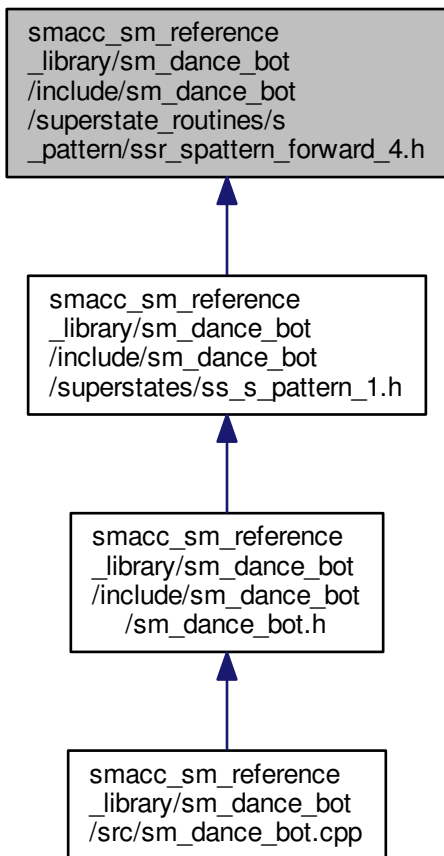 smacc_sm_reference
_library/sm_dance_bot
/include/sm_dance_bot
/superstate_routines/s
_pattern/ssr_spattern_forward_4.h
smacc_sm_reference
_library/sm_dance_bot
/include/sm_dance_bot
/superstates/ss_s_pattern_1.h
smacc_sm_reference
_library/sm_dance_bot
/include/sm_dance_bot
/sm_dance_bot.h
smacc_sm_reference
_library/sm_dance_bot
/src/sm_dance_bot.cpp